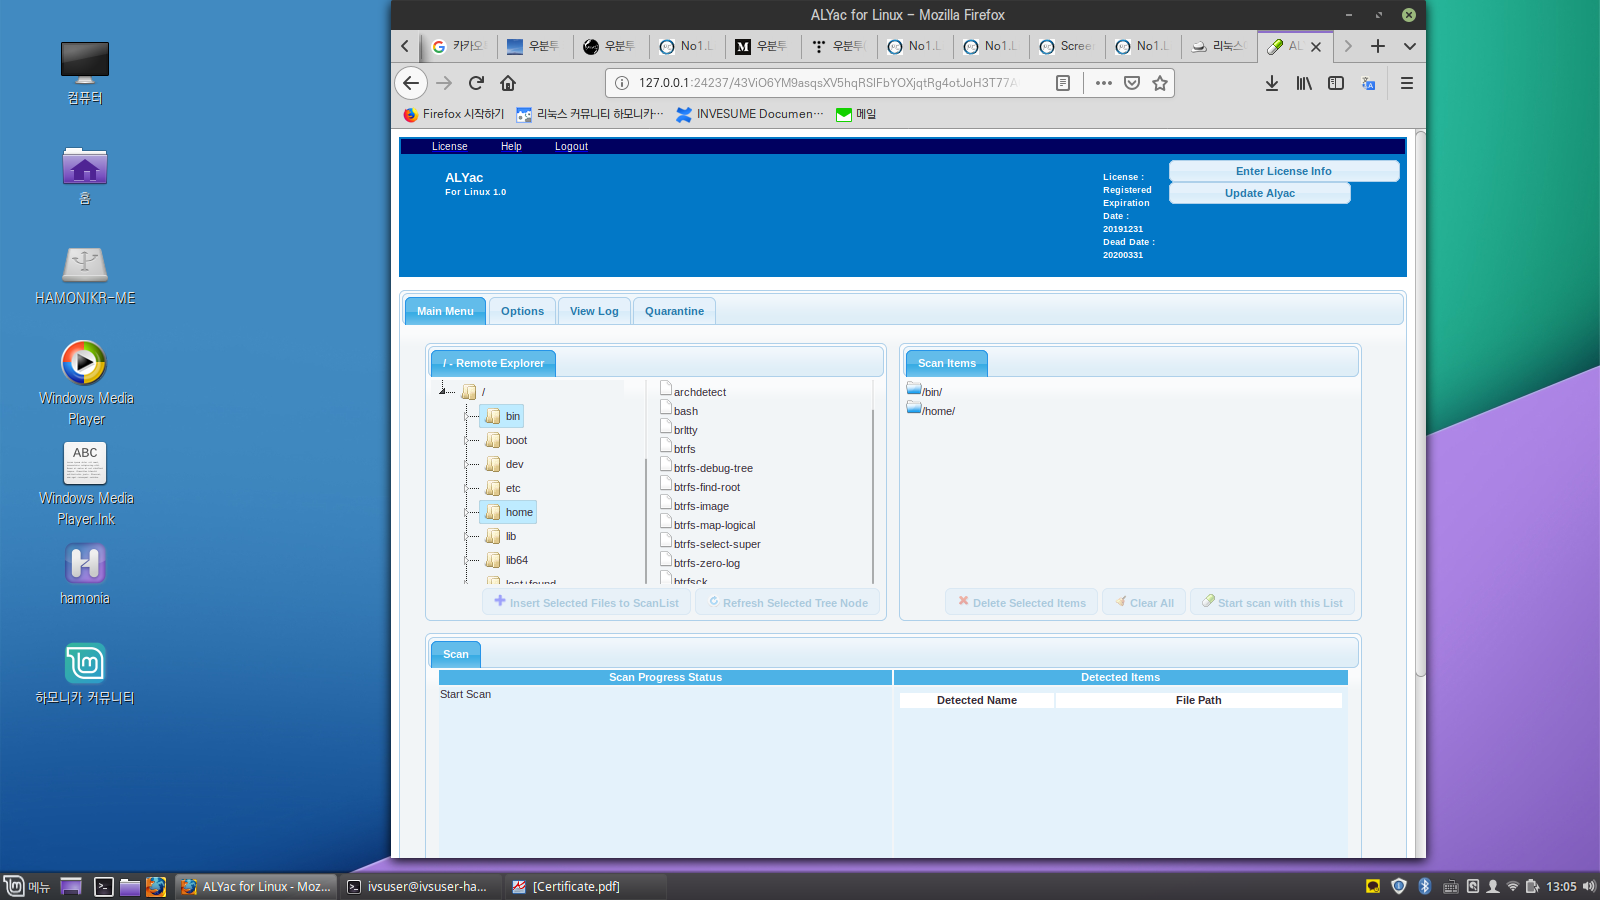 컴퓨터
홈
HAMONIKR-ME
Windows Media
Player
ABC
Windows Media
Player.lnk
hamonia
하모니카 커뮤니티
ALYac for Linux - Mozilla Firefox
카카오
우분투
우분투
No1.L
우분투
우분투
No1.L
No1.L
Scree
No1.L
리눅스
AL
127.0.0.1:24237/43ViO6YM9asqsXV5hqRSIFbYOXjqtRg4otJoH3T77A
Firefox 시작하기
리눅스 커뮤니티 하모니카…
INVESUME Documen…
메일
License
Help
Logout
ALYac
For Linux 1.0
License :
Registered
Expiration
Date :
20191231
Dead Date :
20200331
Enter License Info
Update Alyac
Main Menu
Options
View Log
Quarantine
/ - Remote Explorer
/
bin
boot
dev
etc
home
lib
lib64
lost+found
archdetect
bash
brltty
btrfs
btrfs-debug-tree
btrfs-find-root
btrfs-image
btrfs-map-logical
btrfs-select-super
btrfs-zero-log
btrfsck
Insert Selected Files to ScanList
Refresh Selected Tree Node
Scan Items
/bin/
/home/
Delete Selected Items
Clear All
Start scan with this List
Scan
Scan Progress Status
Detected Items
Start Scan
Detected Name
File Path
메뉴
ALYac for Linux - Moz...
ivsuser@ivsuser-ha...
[Certificate.pdf]
13:05